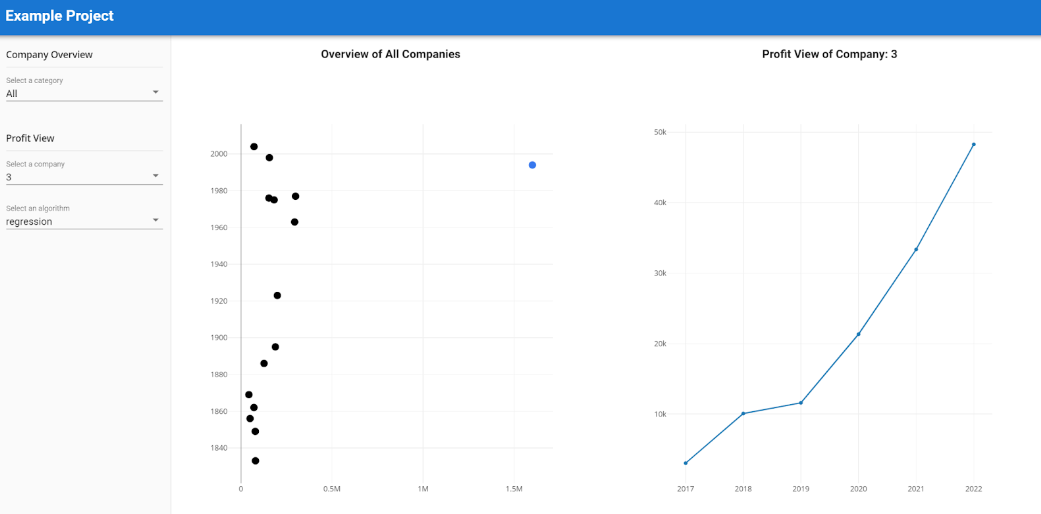 Example Project
Company Overview
Select a category
All
Profit View
Select a company
3
Select an algorithm
regression
Overview of All Companies
2000
1980
1960
1940
1920
1900
1880
1860
1840
0 0.5M 1M 1.5M
Profit View of Company: 3
50k
40k
30k
20k
10k
2017 2018 2019 2020 2021 2022